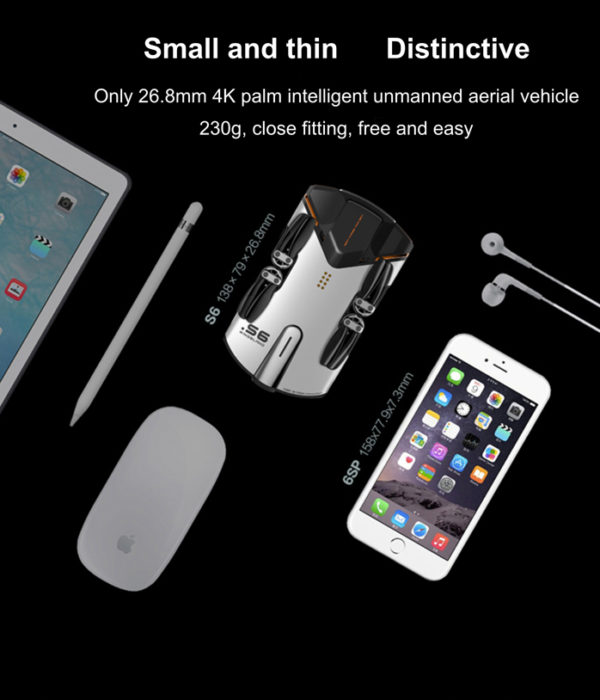 Small and thin Distinctive
Only 26.8mm 4K palm intelligent unmanned aerial vehicle
230g, close fitting, free and easy
S6 138×79×26.8mm
:S6
6SP 158x77.9x7.3mm